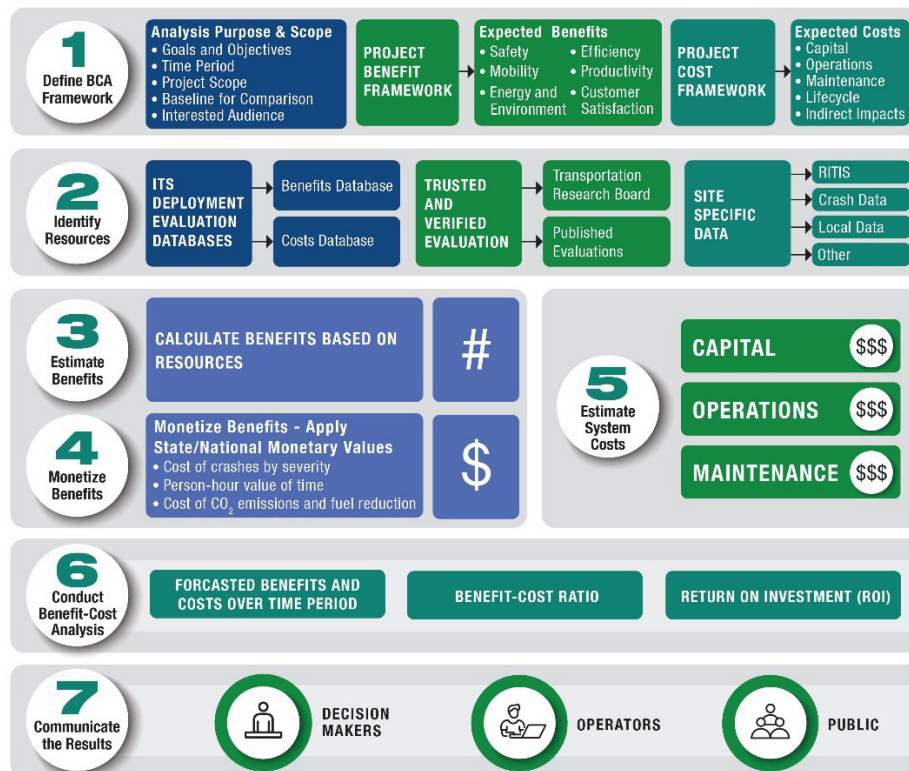 1
Define BCA
Framework
Analysis Purpose & Scope
• Goals and Objectives
• Time Period
• Project Scope
• Baseline for Comparison
• Interested Audience
PROJECT
BENEFIT
FRAMEWORK
Expected Benefits
• Safety
• Mobility
• Energy and
Environment
• Efficiency
• Productivity
• Customer
Satisfaction
PROJECT
COST
FRAMEWORK
Expected Costs
• Capital
• Operations
• Maintenance
• Lifecycle
• Indirect Impacts
2
Identify
Resources
ITS
DEPLOYMENT
EVALUATION
DATABASES
Benefits Database
Costs Database
TRUSTED
AND
VERIFIED
EVALUATION
Transportation
Research Board
Published
Evaluations
SITE
SPECIFIC
DATA
RITIS
Crash Data
Local Data
Other
3
Estimate
Benefits
CALCULATE BENEFITS BASED ON
RESOURCES
#
4
Monetize
Benefits
Monetize Benefits - Apply
State/National Monetary Values
• Cost of crashes by severity
• Person-hour value of time
• Cost of CO₂ emissions and fuel reduction
$
5
Estimate
System
Costs
CAPITAL $$$
OPERATIONS $$$
MAINTENANCE $$$
6
Conduct
Benefit-Cost
Analysis
FORCASTED BENEFITS AND
COSTS OVER TIME PERIOD
BENEFIT-COST RATIO
RETURN ON INVESTMENT (ROI)
7
Communicate
the Results
DECISION
MAKERS
OPERATORS
PUBLIC